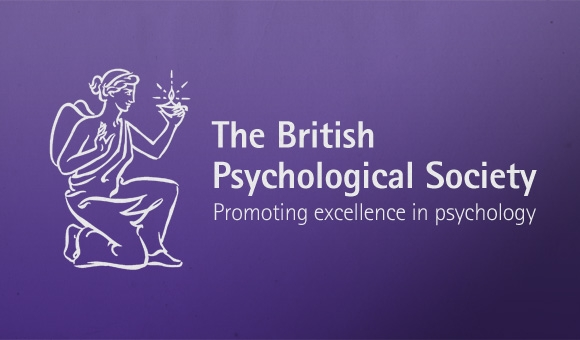 The British
Psychological Society
Promoting excellence in psychology